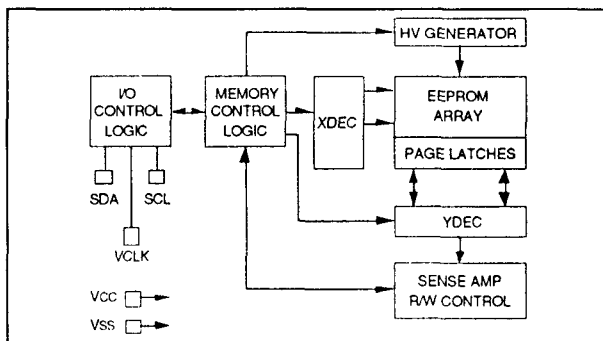 HV GENERATOR
I/O
CONTROL
LOGIC
MEMORY
CONTROL
LOGIC
XDEC
EEPROM
ARRAY
PAGE LATCHES
SDA
SCL
VCLK
YDEC
SENSE AMP
R/W CONTROL
VCC
VSS